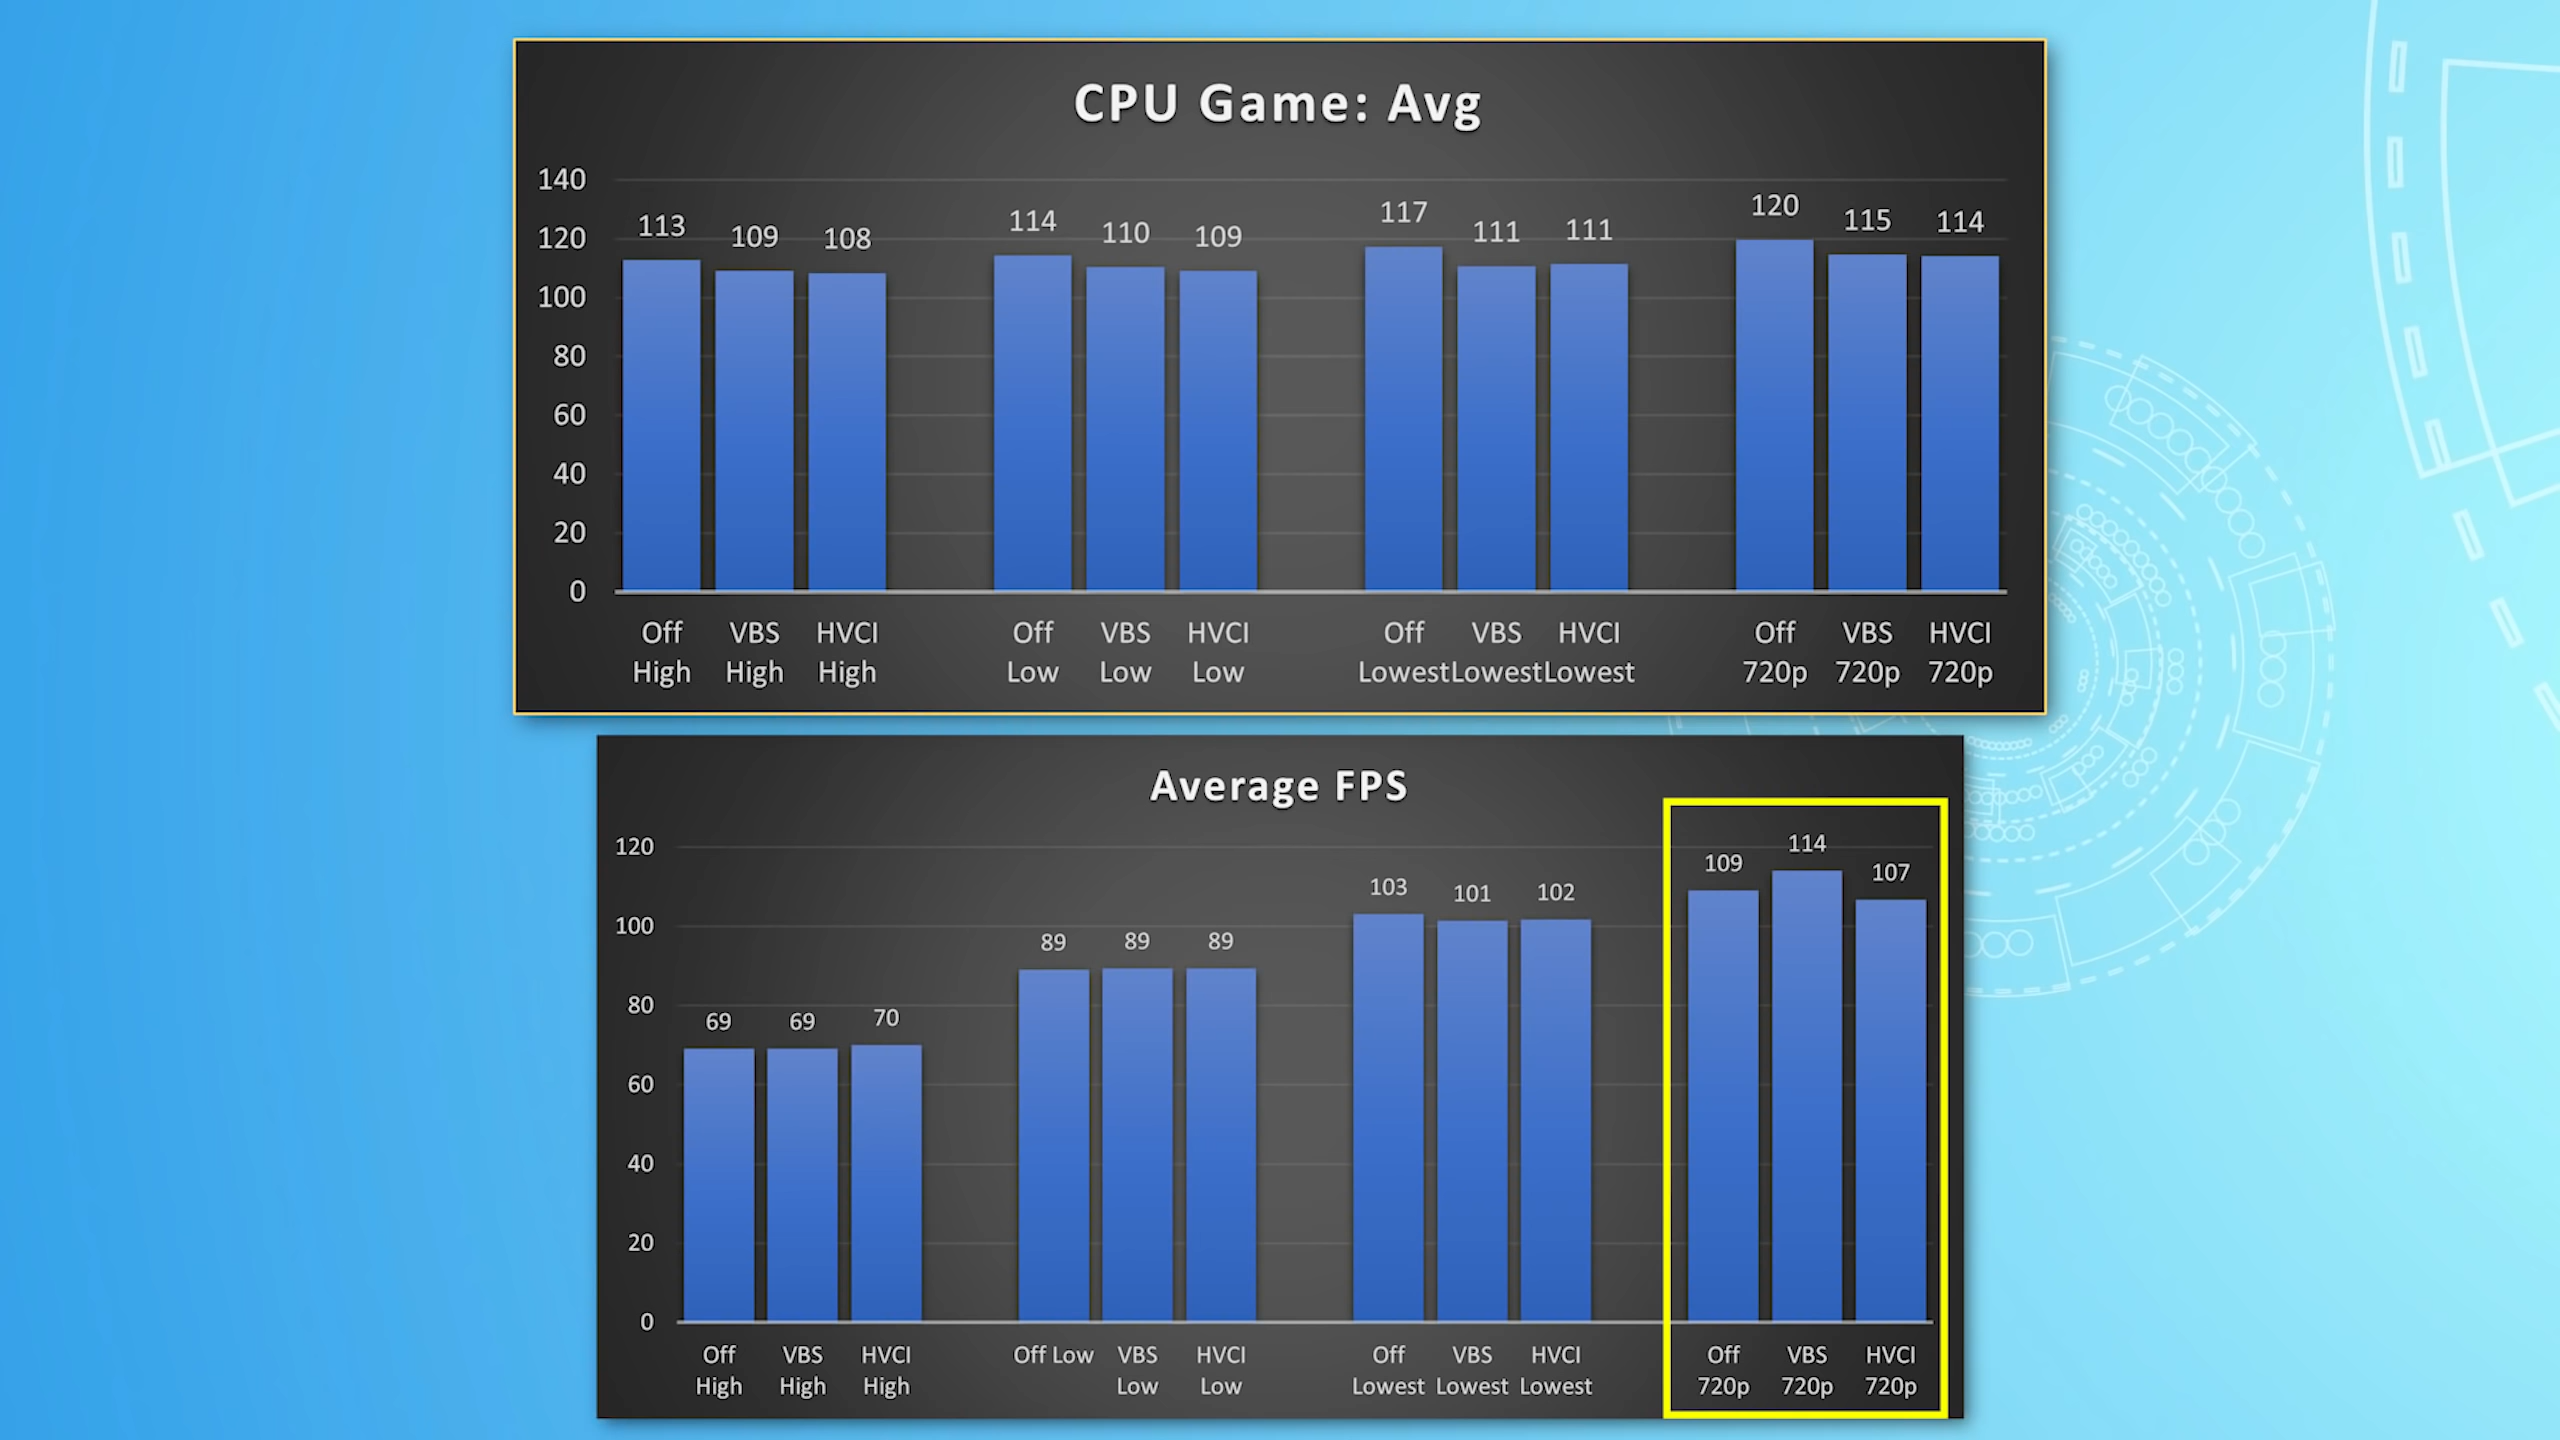 CPU Game: Avg
140
120
100
80
60
40
20
0
113 109 108 114 110 109 117 111 111 120 115 114
Off VBS HVCI Off VBS HVCI Off VBS HVCI Off VBS HVCI
High High High Low Low Low Lowest Lowest Lowest 720p 720p 720p
Average FPS
120
100
80
60
40
20
0
69 69 70 89 89 89 103 101 102 109 114 107
Off VBS HVCI Off Low VBS HVCI Off VBS HVCI Off VBS HVCI
High High High Low Low Lowest Lowest Lowest 720p 720p 720p